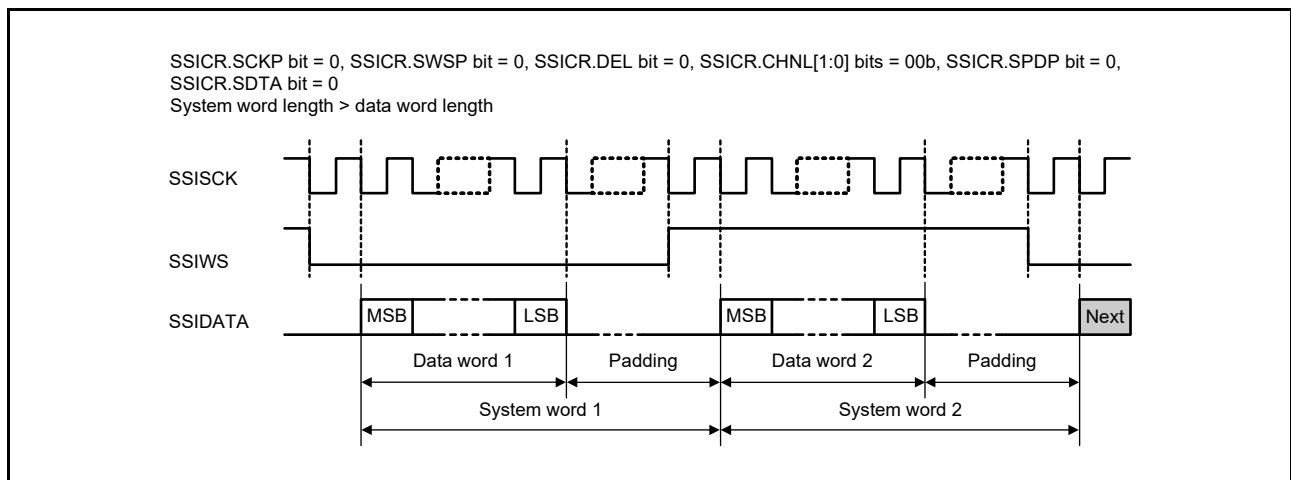 SSICR.SCKP bit = 0, SSICR.SWSP bit = 0, SSICR.DEL bit = 0, SSICR.CHNL[1:0] bits = 00b, SSICR.SPDP bit = 0,
SSICR.SDTA bit = 0
System word length > data word length
SSISCK
SSIWS
SSIDATA MSB LSB MSB LSB Next
Data word 1 Padding Data word 2 Padding
System word 1 System word 2